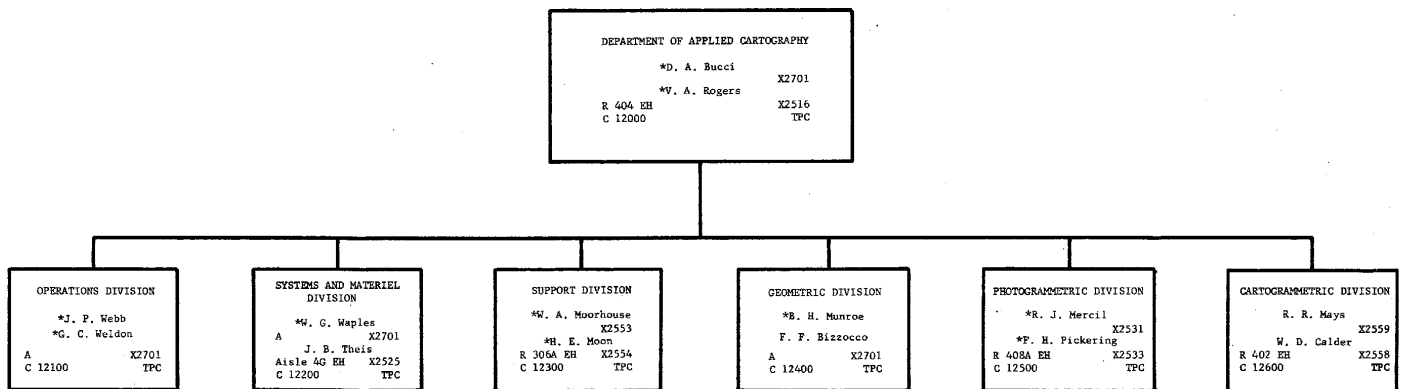 DEPARTMENT OF APPLIED CARTOGRAPHY
*D. A. Bucci
X2701
*V. A. Rogers
R 404 EH X2516
C 12000 TPC
OPERATIONS DIVISION
*J. P. Webb
*G. C. Weldon
A X2701
C 12100 TPC
SYSTEMS AND MATERIEL
DIVISION
*W. G. Waples
A X2701
J. B. Theis
Aisle 4G EH X2525
C 12200 TPC
SUPPORT DIVISION
*W. A. Moorhouse
X2553
*H. E. Moon
R 306A EH X2554
C 12300 TPC
GEOMETRIC DIVISION
*B. H. Munroe
F. F. Bizzocco
A X2701
C 12400 TPC
PHOTOGRAMMETRIC DIVISION
*R. J. Mercil
X2531
*F. H. Pickering
R 408A EH X2533
C 12500 TPC
CARTOGRAMMETRIC DIVISION
R. R. Mays
X2559
W. D. Calder
R 402 EH X2558
C 12600 TPC